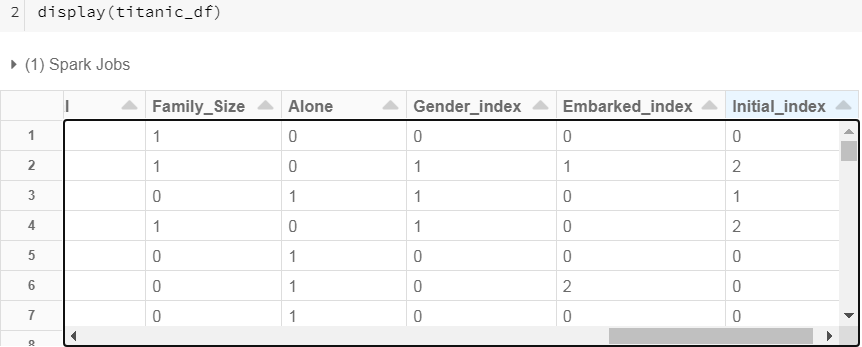 2 display(titanic_df)
(1) Spark Jobs
Family_Size Alone Gender_index Embarked_index Initial_index
1 1 0 0 0 0
2 1 0 1 1 2
3 0 1 1 0 1
4 1 0 1 0 2
5 0 1 0 0 0
6 0 1 0 2 0
7 0 1 0 0 0
8